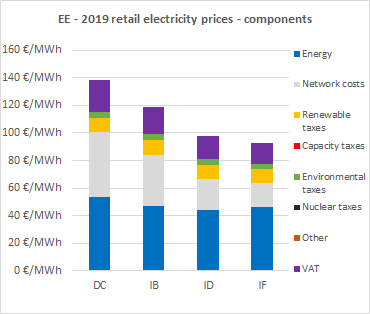 EE - 2019 retail electricity prices - components
160 €/MWh
140 €/MWh
120 €/MWh
100 €/MWh
80 €/MWh
60 €/MWh
40 €/MWh
20 €/MWh
0 €/MWh
DC
IB
ID
IF
Energy
Network costs
Renewable
taxes
Capacity taxes
Environmental
taxes
Nuclear taxes
Other
VAT